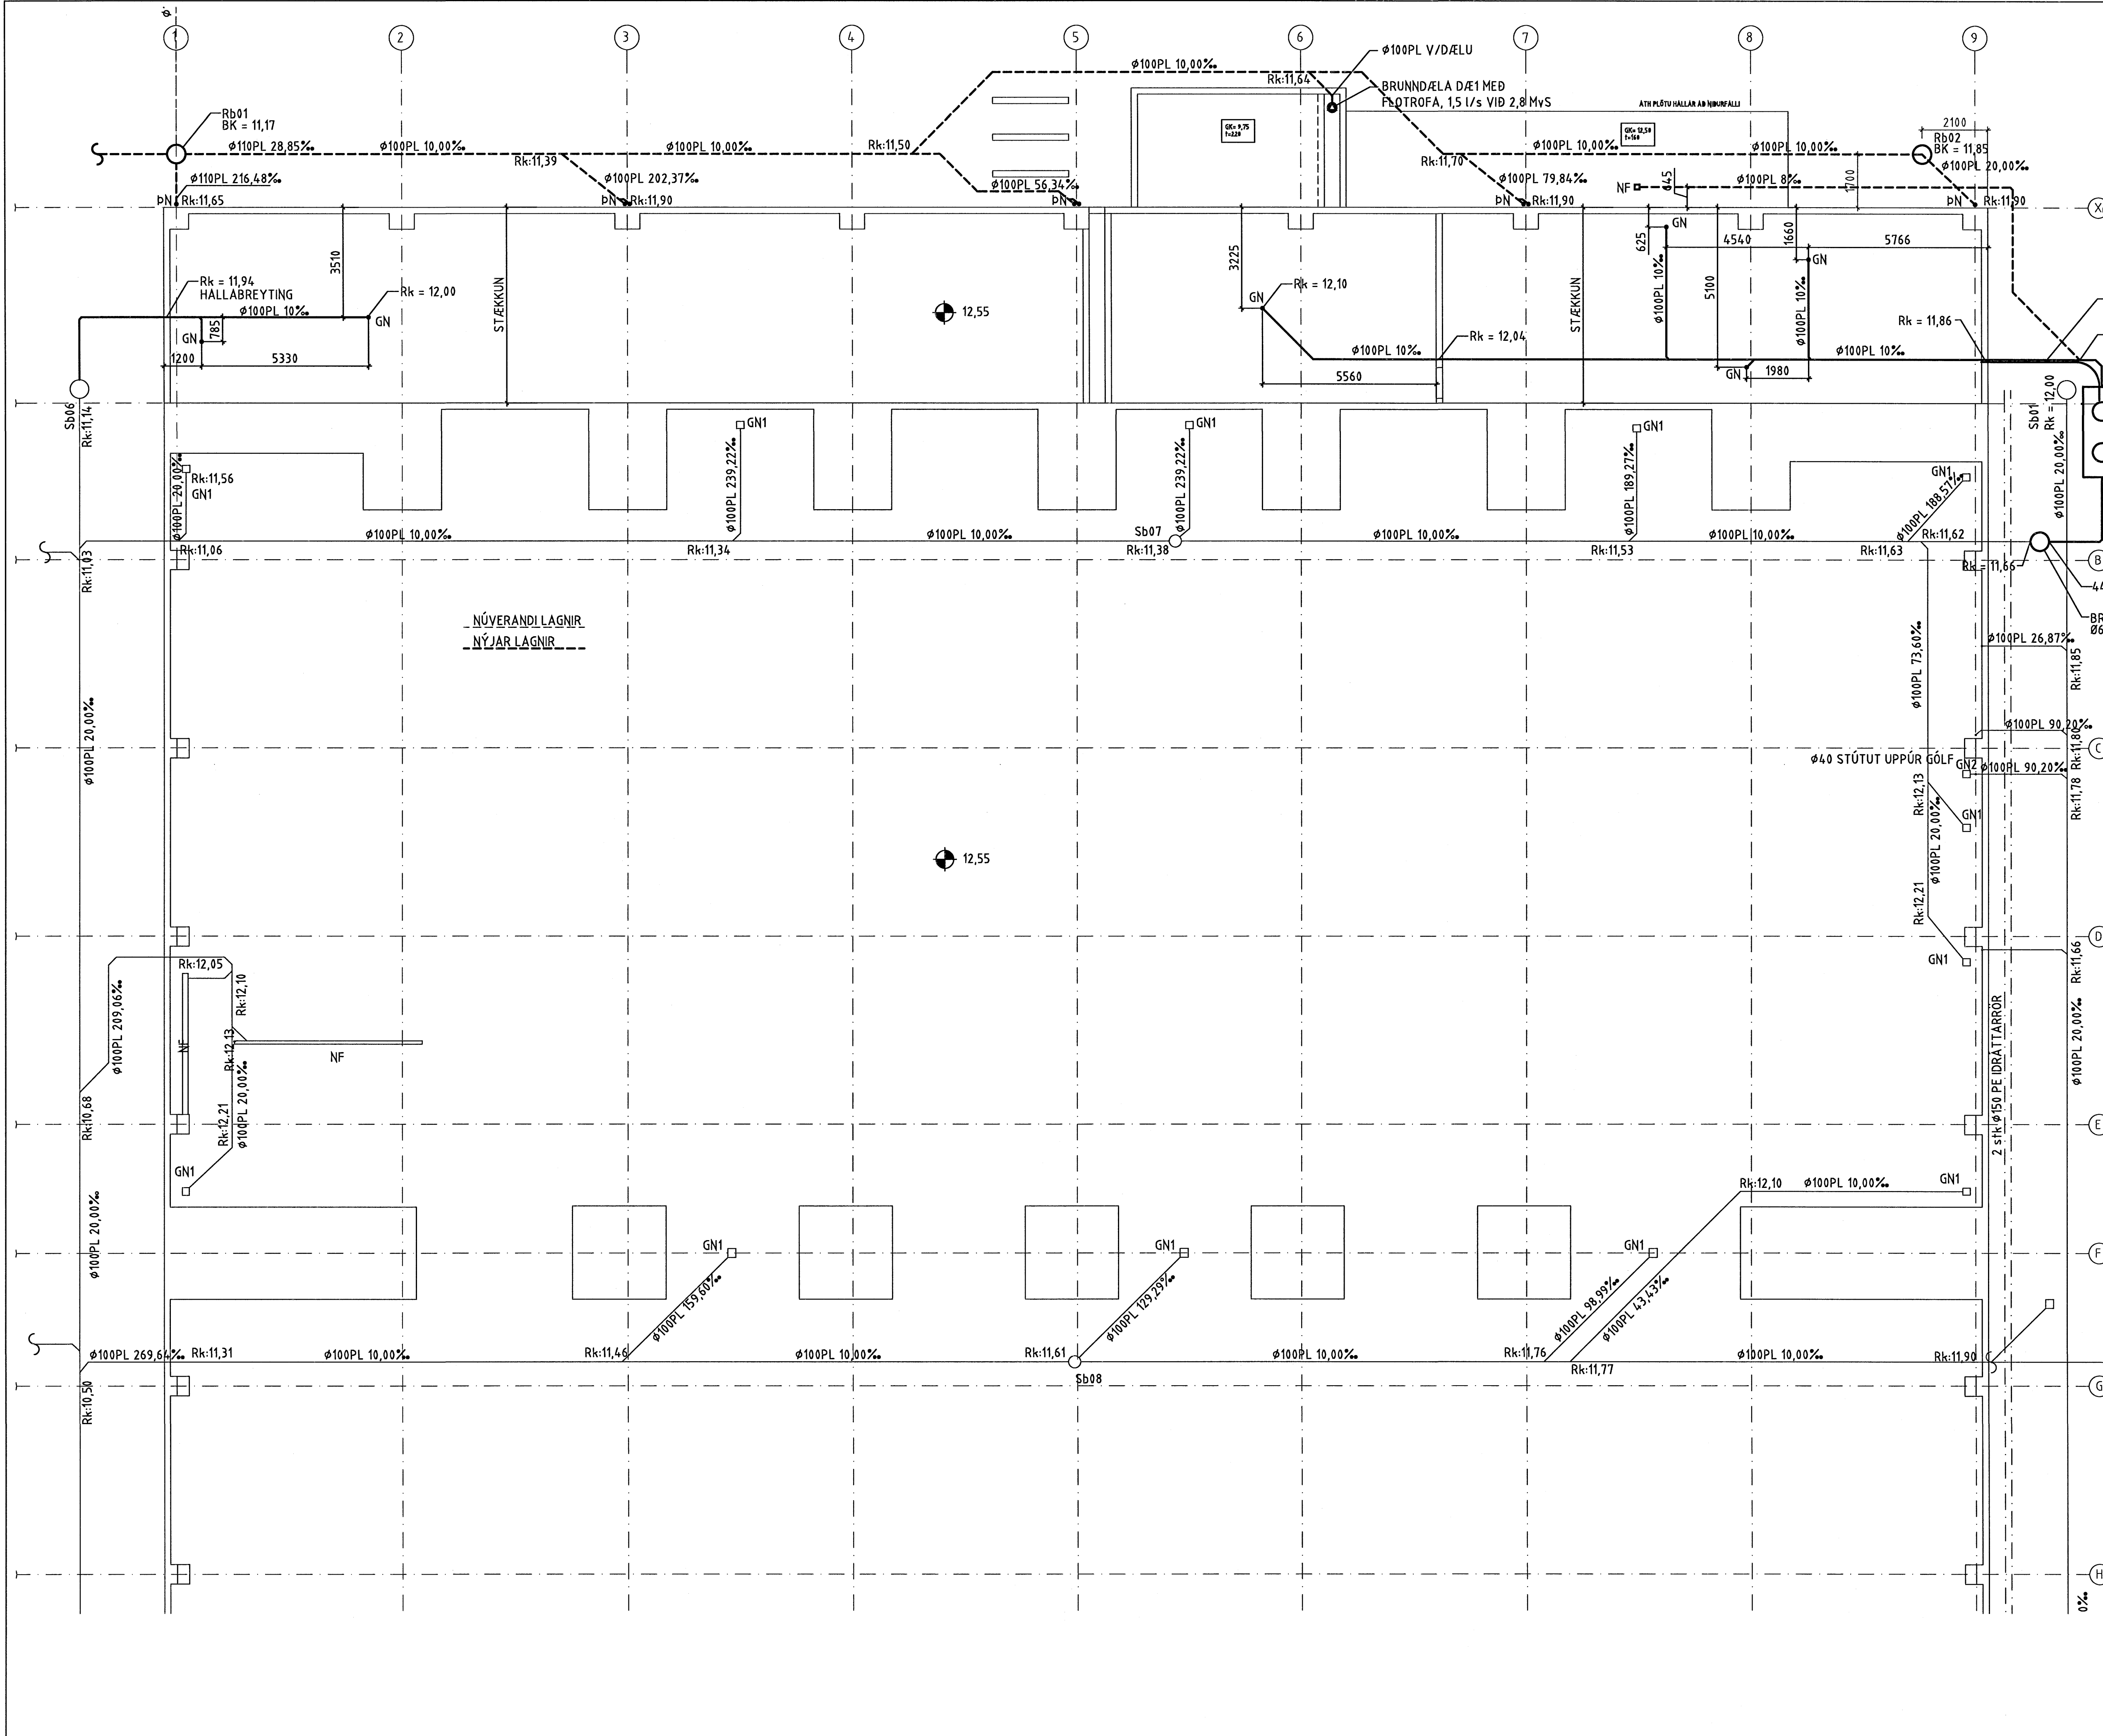 1
2
3
4
5
6
7
8
9
Ø100PL V/DÆLU
Ø100PL 10,00‰
Rk:11,64
BRUNNDÆLA DÆ1 MEÐ
FLOTROFA, 1,5 l/s VIÐ 2,8 MvS
ATH PLÖTU HALLAR AÐ NIÐURFALLI
Rb01
BK = 11,17
GK= 9,75
GK= 12,50
2100
Rb02
BK = 11,85
Ø110PL 28,85‰
Ø100PL 10,00‰
Rk:11,39
Ø100PL 10,00‰
Rk:11,50
Rk:11,70
Ø100PL 10,00‰
Ø100PL 10,00‰
Ø100PL 20,00‰
Ø110PL 216,48‰
Ø100PL 202,37‰
Ø100PL 56,34‰
Ø100PL 79,84‰
NF
645
Ø100PL 8‰
1700
ÞN
Rk:11,65
ÞN
Rk:11,90
ÞN
ÞN
Rk:11,90
ÞN
Rk:11,90
X
3510
STÆKKUN
3225
STÆKKUN
625
GN
4540
1660
5766
GN
Rk = 11,94
HALLABREYTING
Ø100PL 10‰
Rk = 12,00
GN
GN
785
1200
5330
12,55
GN
Rk = 12,10
Ø100PL 10‰
5100
Ø100PL 10‰
Rk = 11,86
Ø100PL 10‰
Rk = 12,04
Ø100PL 10‰
5560
GN
1980
Sb06
Rk:11,14
Sb01
Rk = 12,00
Ø100PL 20,00‰
Ø100PL 20,00‰
Rk:11,56
GN1
GN1
Ø100PL 239,22‰
GN1
Ø100PL 239,22‰
GN1
Ø100PL 189,27‰
GN1
Ø100PL 188,57‰
Rk:11,03
Rk:11,06
Ø100PL 10,00‰
Rk:11,34
Ø100PL 10,00‰
Sb07
Rk:11,38
Ø100PL 10,00‰
Rk:11,53
Ø100PL 10,00‰
Rk:11,63
Rk:11,62
Rk = 11,66
B
44
BR
Ø6
NÚVERANDI LAGNIR
NÝJAR LAGNIR
Ø100PL 73,60‰
Ø100PL 26,87‰
Rk:11,85
Ø100PL 20,00‰
Ø100PL 90,20‰
Rk:11,80
C
Ø40 STÚTUT UPPÚR GÓLF
GN2
Ø100PL 90,20‰
Rk:11,78
Rk:12,13
GN1
Ø100PL 20,00‰
12,55
Rk:12,21
D
GN1
Rk:11,66
Rk:12,05
Rk:12,10
Ø100PL 209,06‰
NF
Rk:12,13
NF
Ø100PL 20,00‰
Rk:12,21
Rk:10,68
2 stk Ø150 PE IDRÁTTARRÖR
Ø100PL 20,00‰
E
GN1
Ø100PL 20,00‰
Rk:12,10
Ø100PL 10,00‰
GN1
GN1
Ø100PL 159,60‰
GN1
Ø100PL 129,29‰
GN1
Ø100PL 98,99‰
Ø100PL 43,43‰
F
Ø100PL 269,64‰
Rk:11,31
Ø100PL 10,00‰
Rk:11,46
Ø100PL 10,00‰
Rk:11,61
Sb08
Ø100PL 10,00‰
Rk:11,76
Rk:11,77
Ø100PL 10,00‰
Rk:11,90
Rk:10,50
G
H
0‰